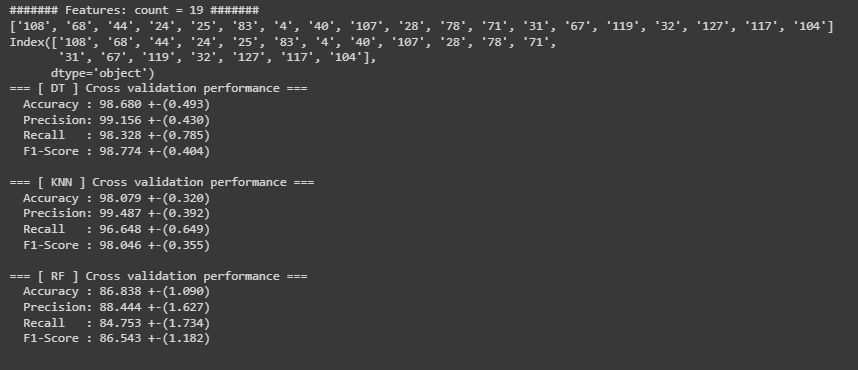 ####### Features: count = 19 #######
['108', '68', '44', '24', '25', '83', '4', '40', '107', '28', '78', '71', '31', '67', '119', '32', '127', '117', '104']
Index(['108', '68', '44', '24', '25', '83', '4', '40', '107', '28', '78', '71',
'31', '67', '119', '32', '127', '117', '104'],
dtype='object')
=== [ DT ] Cross validation performance ===
Accuracy : 98.680 +-(0.493)
Precision: 99.156 +-(0.430)
Recall   : 98.328 +-(0.785)
F1-Score : 98.774 +-(0.404)
=== [ KNN ] Cross validation performance ===
Accuracy : 98.079 +-(0.320)
Precision: 99.487 +-(0.392)
Recall   : 96.648 +-(0.649)
F1-Score : 98.046 +-(0.355)
=== [ RF ] Cross validation performance ===
Accuracy : 86.838 +-(1.090)
Precision: 88.444 +-(1.627)
Recall   : 84.753 +-(1.734)
F1-Score : 86.543 +-(1.182)